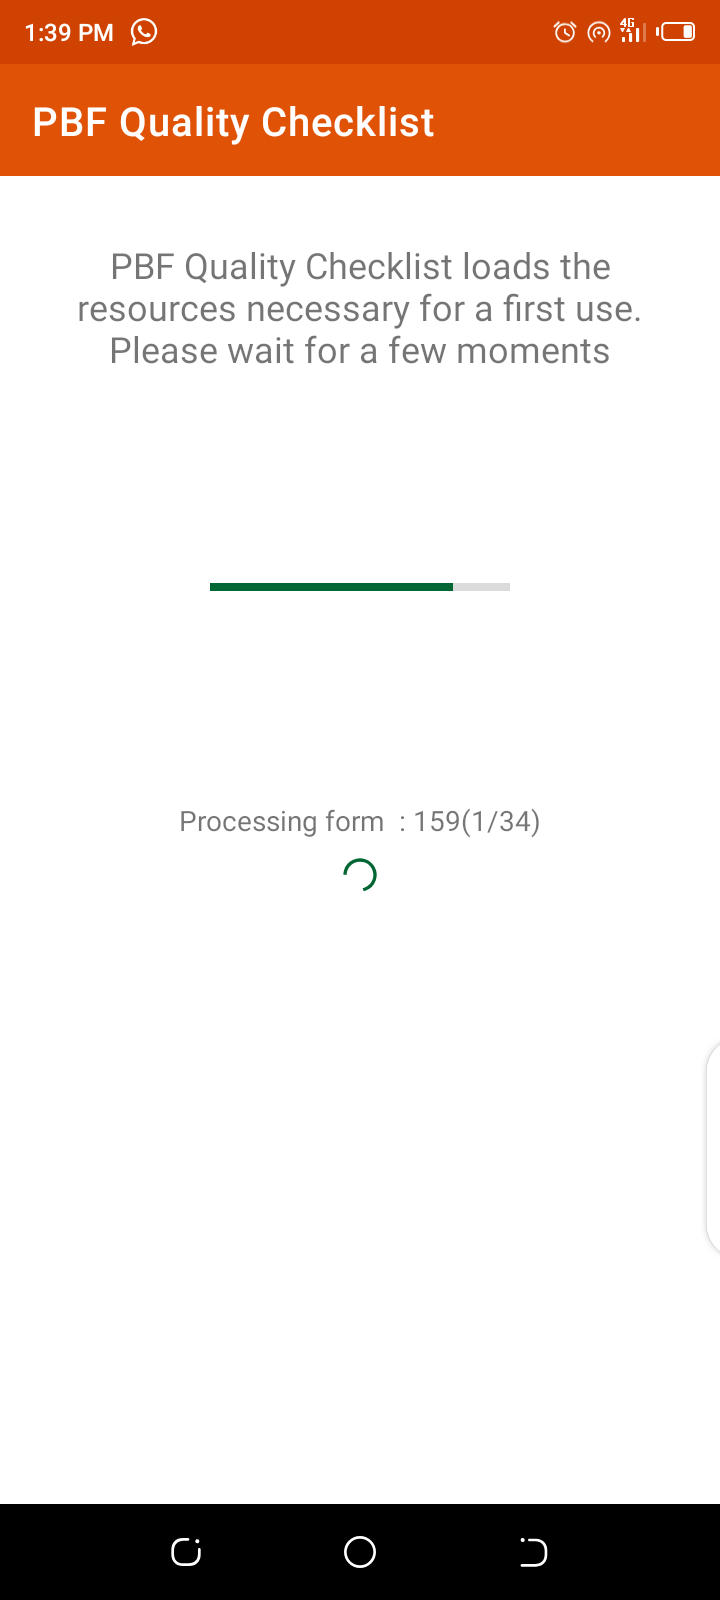 1:39 PM
4G
PBF Quality Checklist
PBF Quality Checklist loads the
resources necessary for a first use.
Please wait for a few moments
Processing form  : 159(1/34)